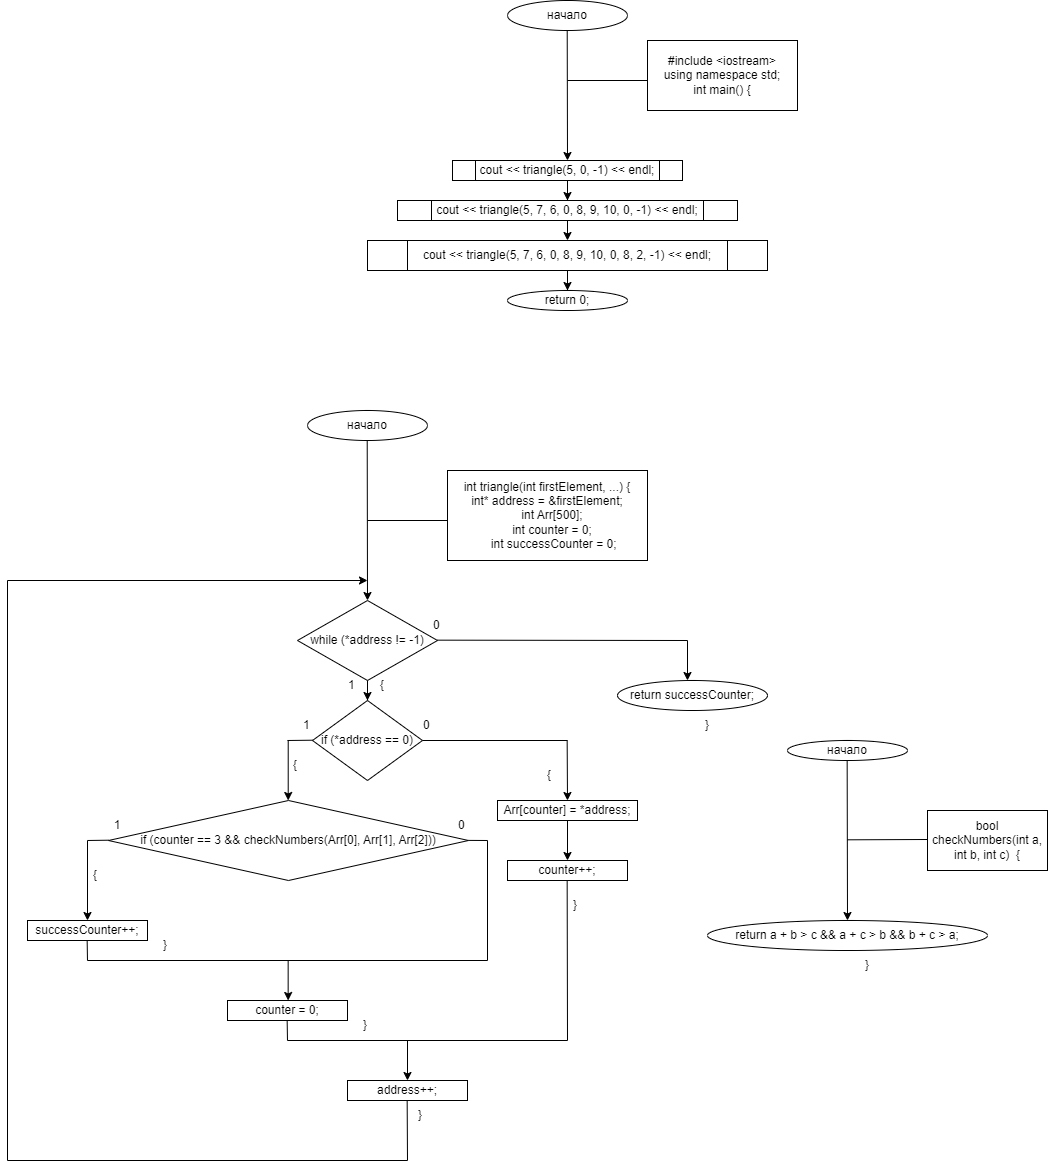 начало
#include <iostream>
using namespace std;
int main() {
cout << triangle(5, 0, -1) << endl;
cout << triangle(5, 7, 6, 0, 8, 9, 10, 0, -1) << endl;
cout << triangle(5, 7, 6, 0, 8, 9, 10, 0, 8, 2, -1) << endl;
return 0;
начало
int triangle(int firstElement, ...) {
int* address = &firstElement;
int Arr[500];
int counter = 0;
int successCounter = 0;
while (*address != -1)
0
1 {
return successCounter;
}
if (*address == 0)
1
0
{
{
if (counter == 3 && checkNumbers(Arr[0], Arr[1], Arr[2]))
1
0
{
successCounter++;
}
Arr[counter] = *address;
counter++;
}
counter = 0;
}
address++;
}
начало
bool
checkNumbers(int a,
int b, int c) {
return a + b > c && a + c > b && b + c > a;
}